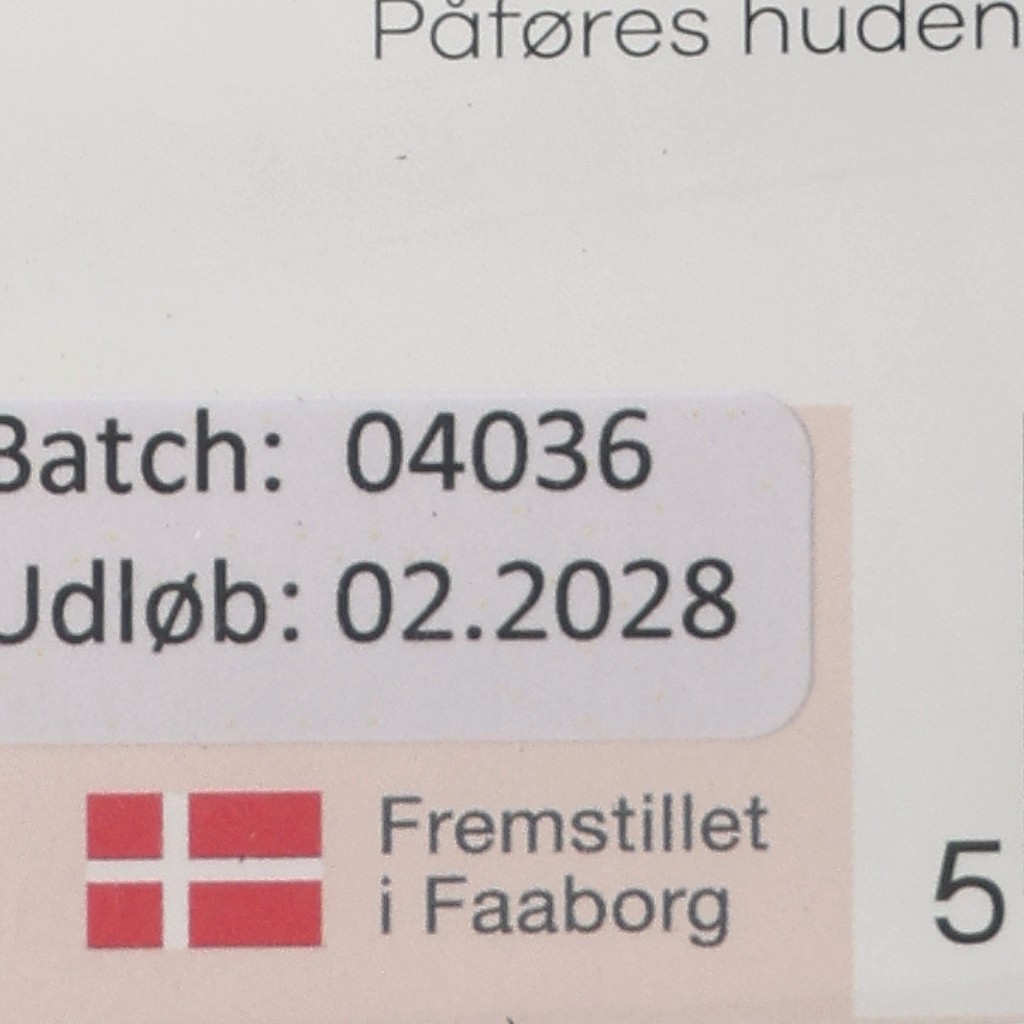 Påføres huden
Batch: 04036
Udløb: 02.2028
Fremstillet
i Faaborg
5